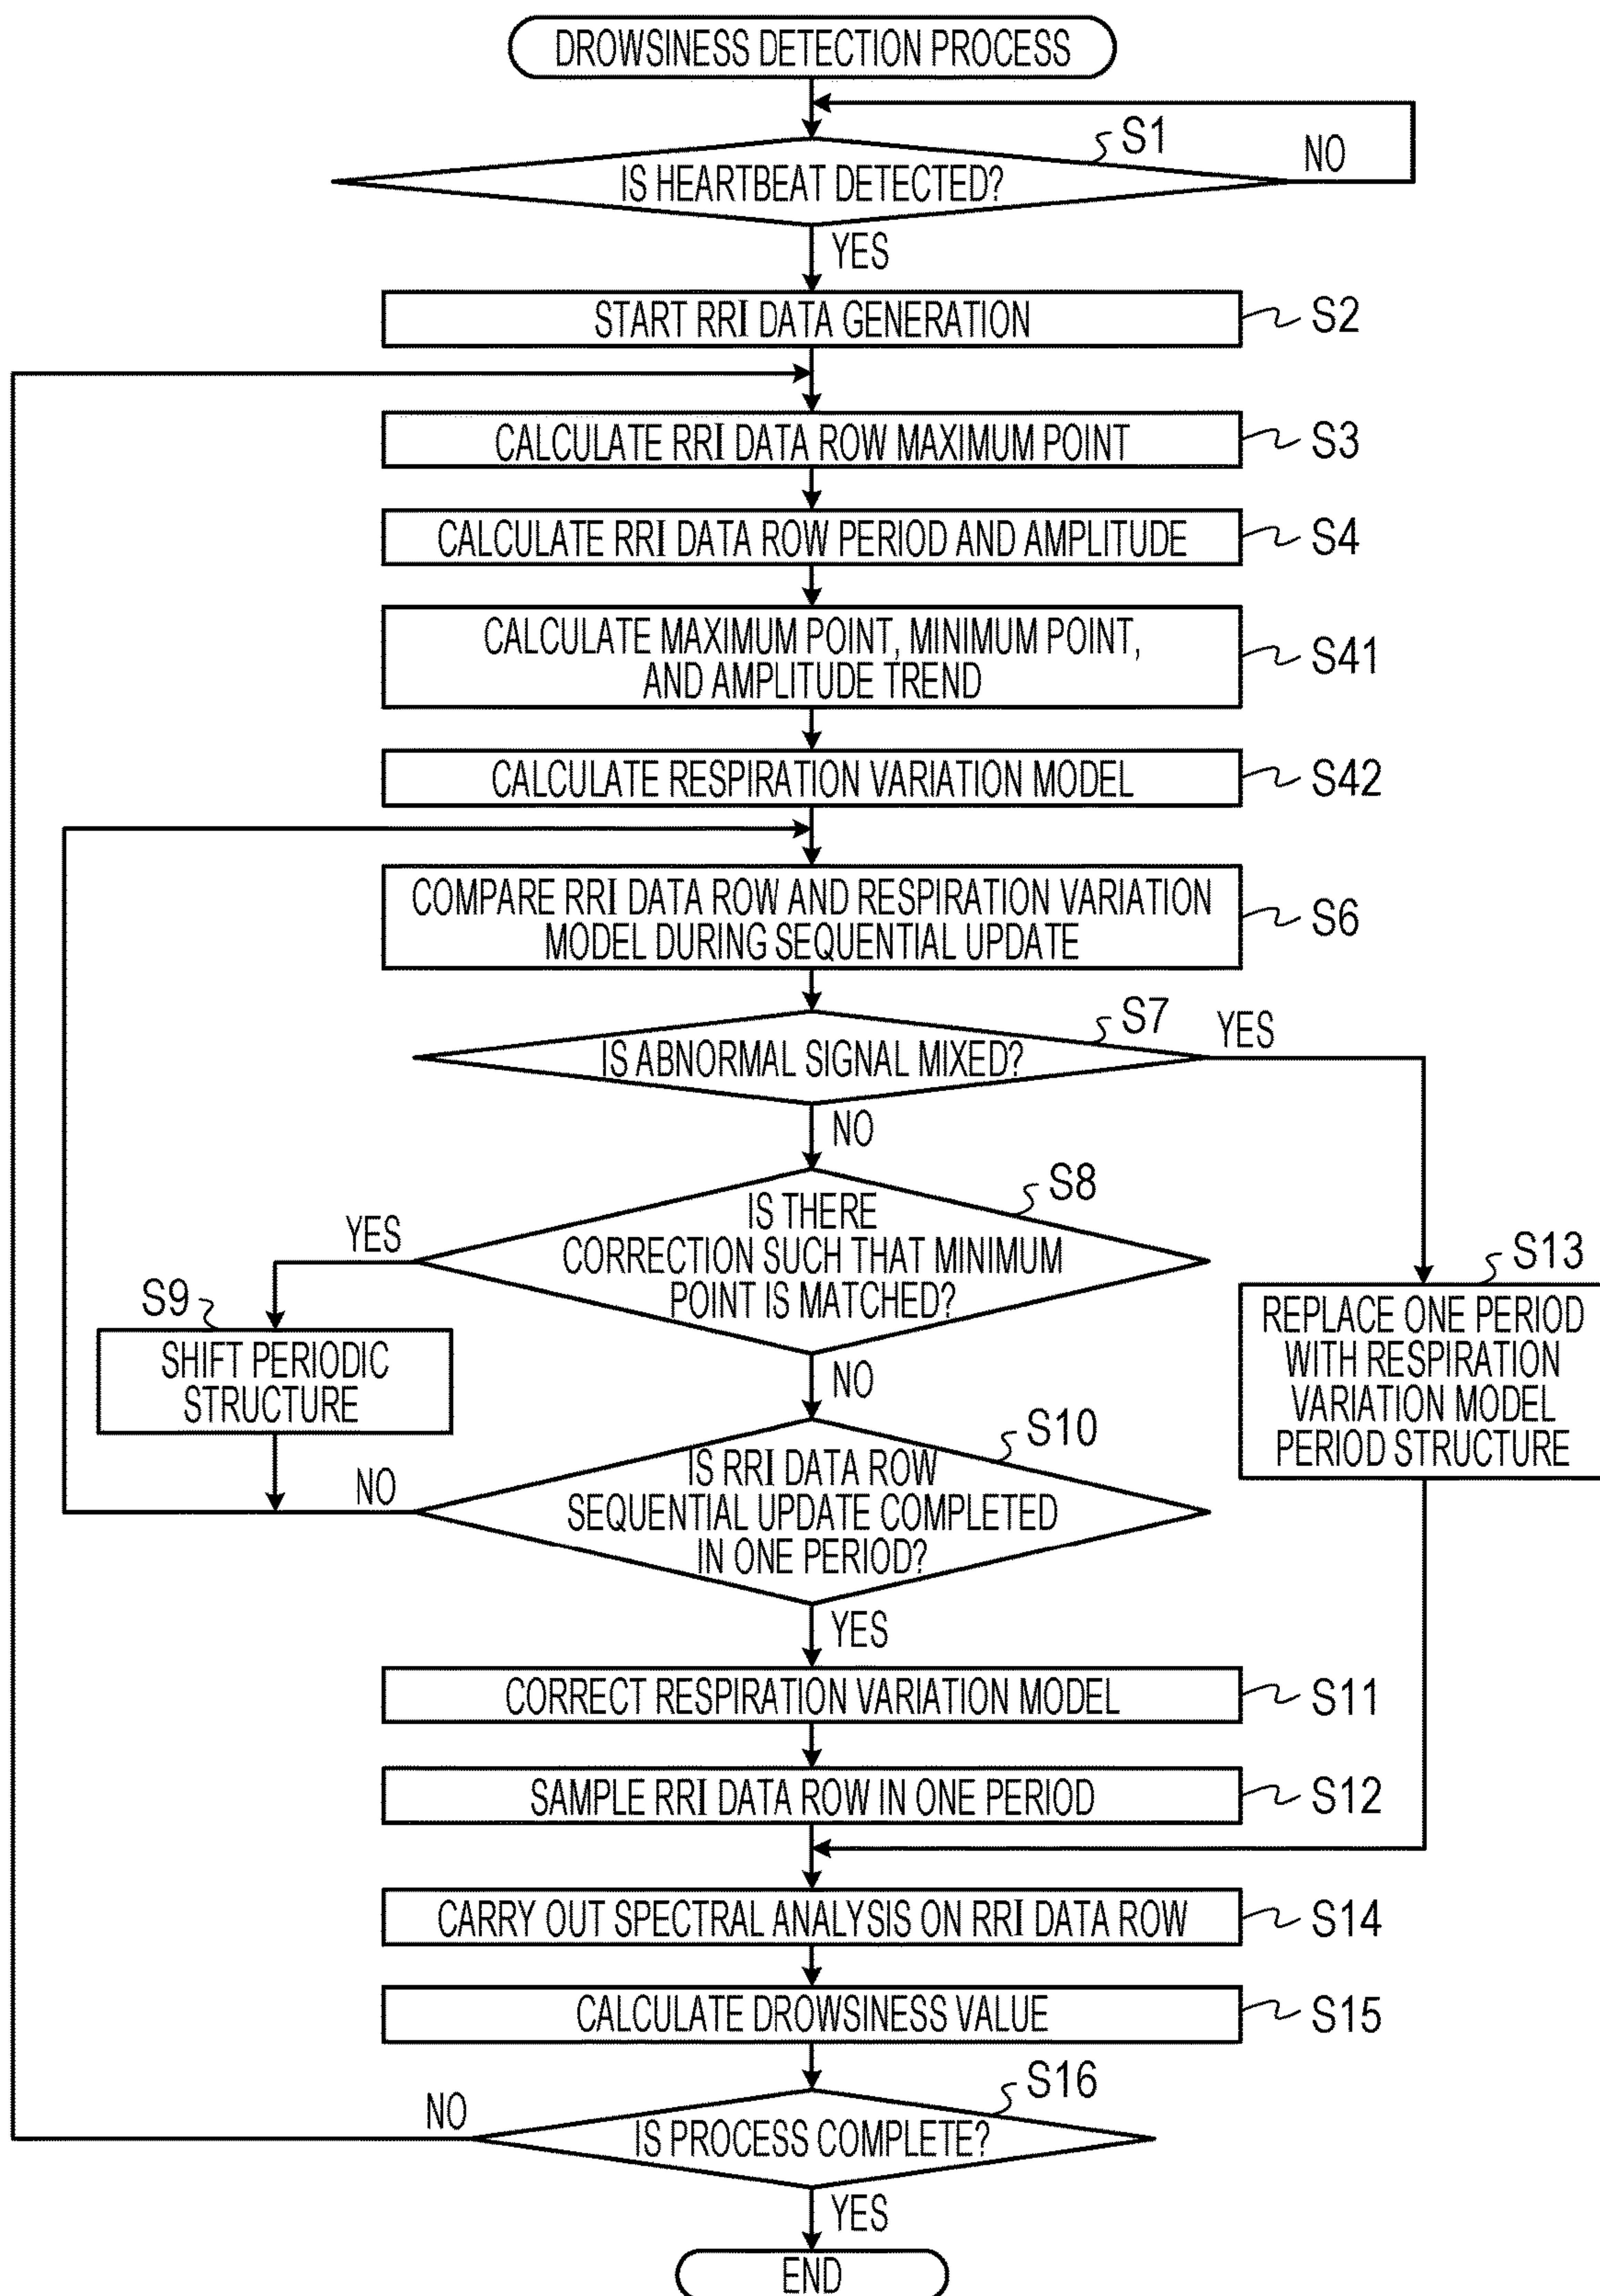 DROWSINESS DETECTION PROCESS
S1
IS HEARTBEAT DETECTED?
NO
YES
START RRI DATA GENERATION
S2
CALCULATE RRI DATA ROW MAXIMUM POINT
S3
CALCULATE RRI DATA ROW PERIOD AND AMPLITUDE
S4
CALCULATE MAXIMUM POINT, MINIMUM POINT,
AND AMPLITUDE TREND
S41
CALCULATE RESPIRATION VARIATION MODEL
S42
COMPARE RRI DATA ROW AND RESPIRATION VARIATION
MODEL DURING SEQUENTIAL UPDATE
S6
S7
YES
IS ABNORMAL SIGNAL MIXED?
NO
S8
IS THERE
CORRECTION SUCH THAT MINIMUM
POINT IS MATCHED?
YES
NO
S9
SHIFT PERIODIC
STRUCTURE
S13
REPLACE ONE PERIOD
WITH RESPIRATION
VARIATION MODEL
PERIOD STRUCTURE
S10
IS RRI DATA ROW
SEQUENTIAL UPDATE COMPLETED
IN ONE PERIOD?
NO
YES
CORRECT RESPIRATION VARIATION MODEL
S11
SAMPLE RRI DATA ROW IN ONE PERIOD
S12
CARRY OUT SPECTRAL ANALYSIS ON RRI DATA ROW
S14
CALCULATE DROWSINESS VALUE
S15
S16
NO
IS PROCESS COMPLETE?
YES
END